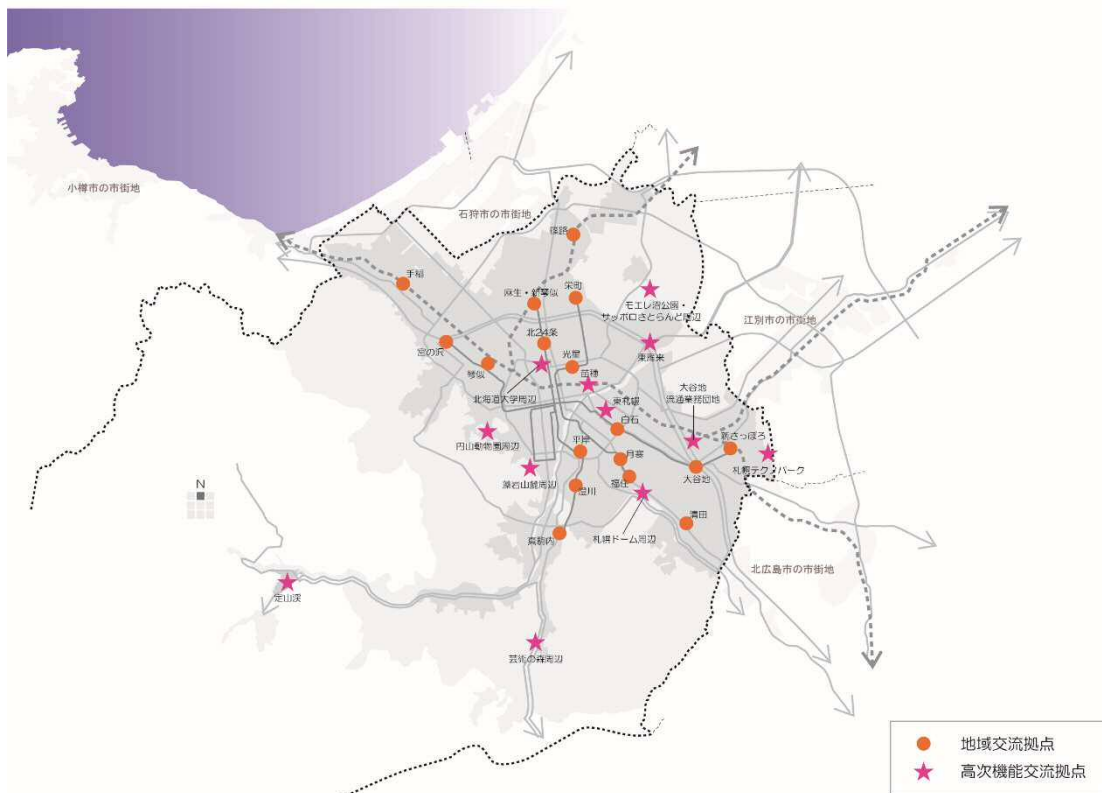 小樽市の市街地
石狩市の市街地
篠路
手稲
麻生・新琴似
栄町
モエレ沼公園・
サッポロさとらんど周辺
江別市の市街地
北24条
宮の沢
琴似
光星
東雁来
苗穂
北海道大学周辺
大谷地
流通業務団地
東札幌
白石
新さっぽろ
円山動物園周辺
平岸
月寒
札幌テクノパーク
藻岩山麓周辺
福住
大谷地
澄川
清田
N
真駒内
札幌ドーム周辺
北広島市の市街地
定山渓
芸術の森周辺
地域交流拠点
高次機能交流拠点